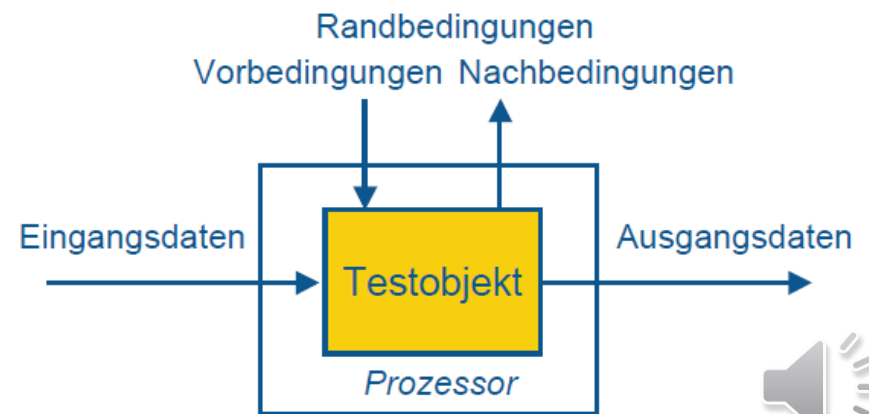 Randbedingungen
Vorbedingungen Nachbedingungen
Eingangsdaten
Ausgangsdaten
Testobjekt
Prozessor